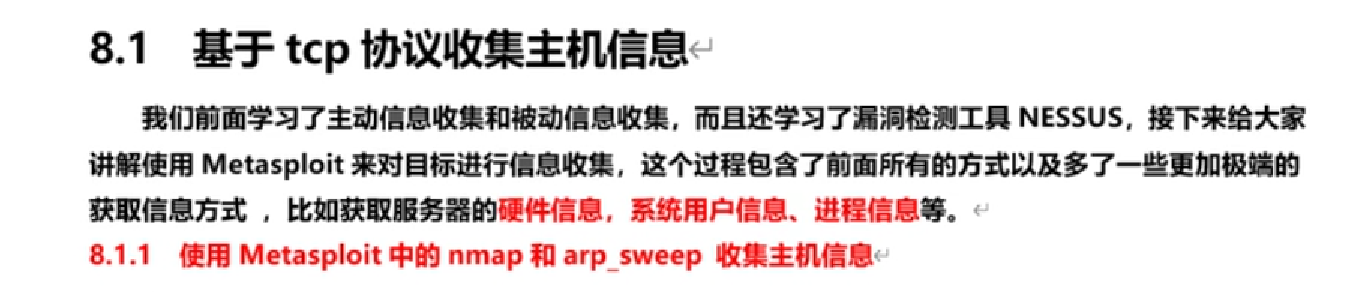 8.1 基于 tcp 协议收集主机信息↵
我们前面学习了主动信息收集和被动信息收集，而且还学习了漏洞检测工具 NESSUS，接下来给大家
讲解使用 Metasploit 来对目标进行信息收集，这个过程包含了前面所有的方式以及多了一些更加极端的
获取信息方式 ，比如获取服务器的硬件信息，系统用户信息、进程信息等。↵
8.1.1 使用 Metasploit 中的 nmap 和 arp_sweep 收集主机信息↵